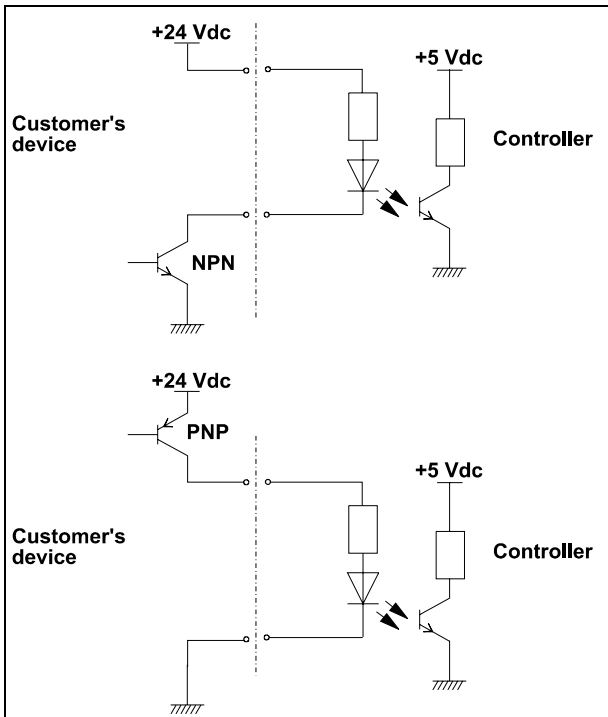 +24 Vdc
+5 Vdc
Customer's
device
Controller
NPN
+24 Vdc
PNP
+5 Vdc
Customer's
device
Controller